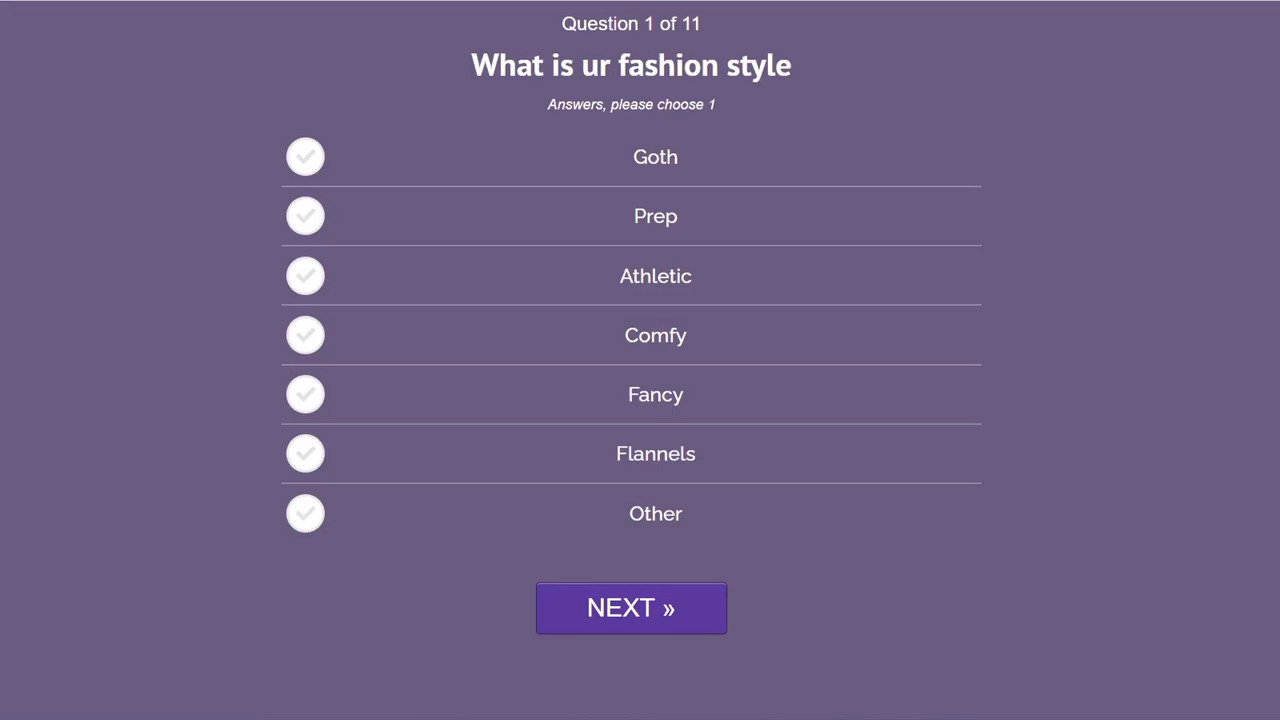 Question 1 of 11
What is ur fashion style
Answers, please choose 1
Goth
Prep
Athletic
Comfy
Fancy
Flannels
Other
NEXT »